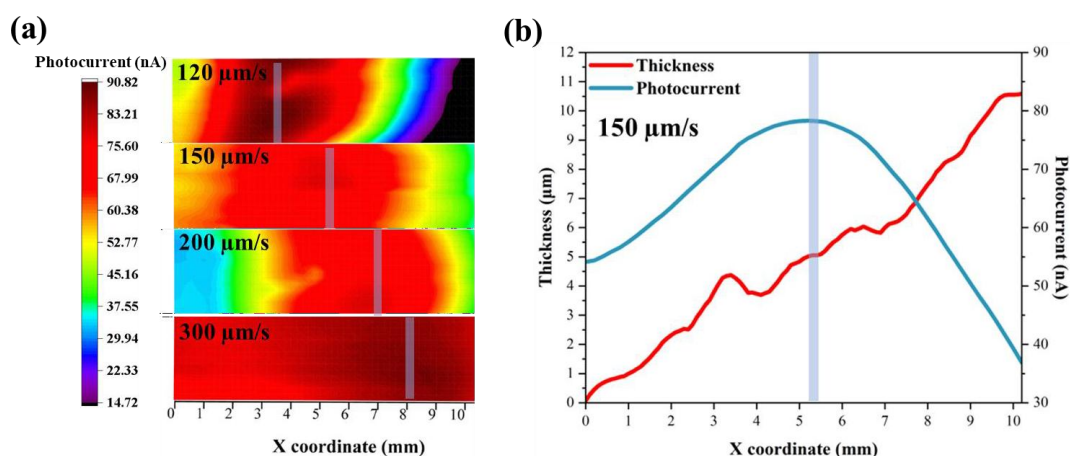 (a)
Photocurrent (nA)
90.82
83.21
75.60
67.99
60.38
52.77
45.16
37.55
29.94
22.33
14.72
120 µm/s
150 µm/s
200 µm/s
300 µm/s
0 1 2 3 4 5 6 7 8 9 10
X coordinate (mm)
(b)
Thickness
Photocurrent
150 µm/s
Thickness (µm)
12
11
10
9
8
7
6
5
4
3
2
1
0
Photocurrent (nA)
90
80
70
60
50
40
30
0 1 2 3 4 5 6 7 8 9 10
X coordinate (mm)